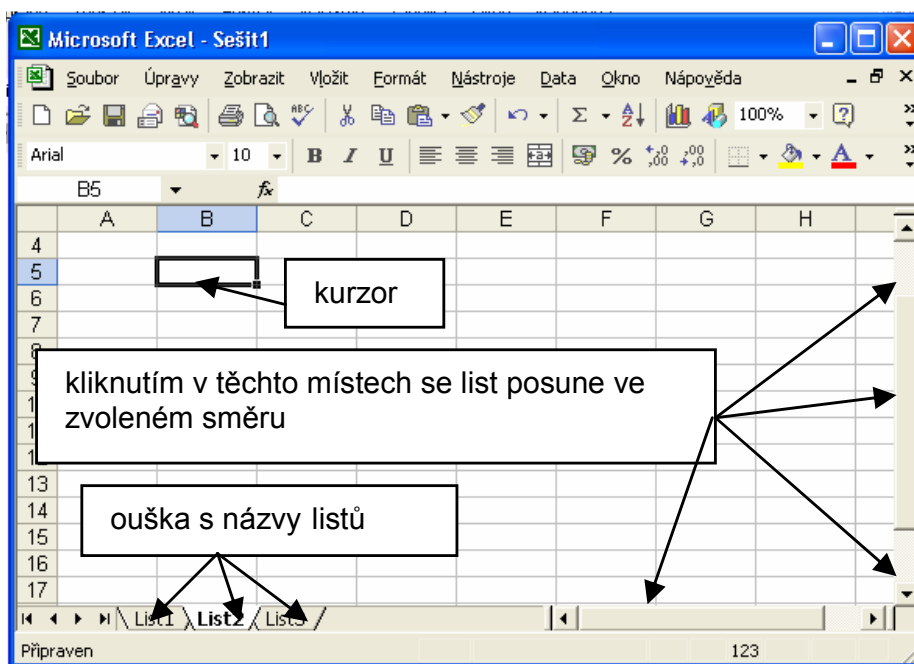 Microsoft Excel - Sešit1
Soubor Úpravy Zobrazit Vložit Formát Nástroje Data Okno Nápověda
100%
Arial 10 B I U % 
B5 fx
A B C D E F G H
4
5
kurzor
6
7
8
kliknutím v těchto místech se list posune ve
zvoleném směru
13
14
ouška s názvy listů
15
16
17
List1 List2 List3
Připraven 123